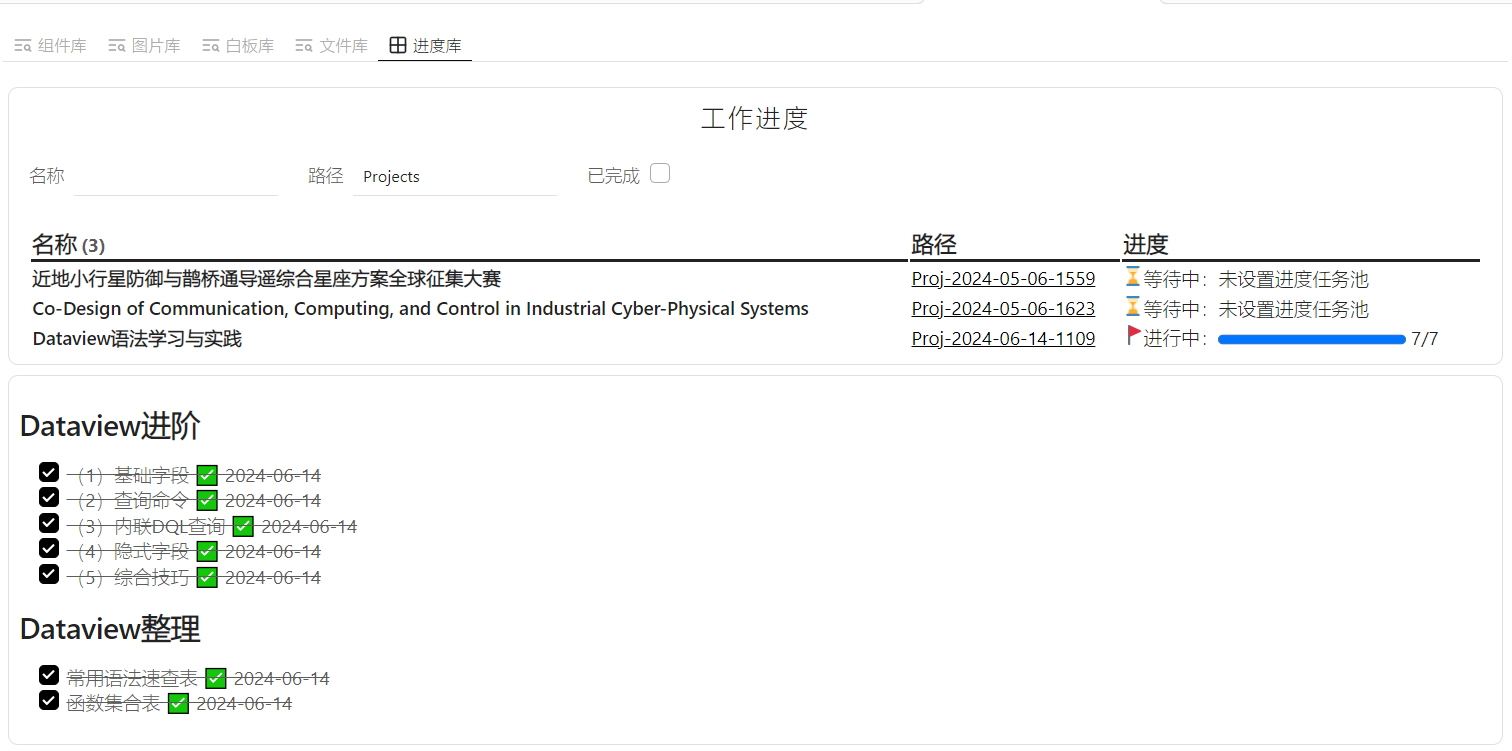 组件库 图片库 白板库 文件库 进度库
工作进度
名称 路径 Projects 已完成
名称 (3) 路径 进度
近地小行星防御与鹊桥通导遥综合星座方案全球征集大赛 Proj-2024-05-06-1559 ⏳等待中：未设置进度任务池
Co-Design of Communication, Computing, and Control in Industrial Cyber-Physical Systems Proj-2024-05-06-1623 ⏳等待中：未设置进度任务池
Dataview语法学习与实践 Proj-2024-06-14-1109 🚩进行中： 7/7
Dataview进阶
（1）基础字段 ✅ 2024-06-14
（2）查询命令 ✅ 2024-06-14
（3）内联DQL查询 ✅ 2024-06-14
（4）隐式字段 ✅ 2024-06-14
（5）综合技巧 ✅ 2024-06-14
Dataview整理
常用语法速查表 ✅ 2024-06-14
函数集合表 ✅ 2024-06-14